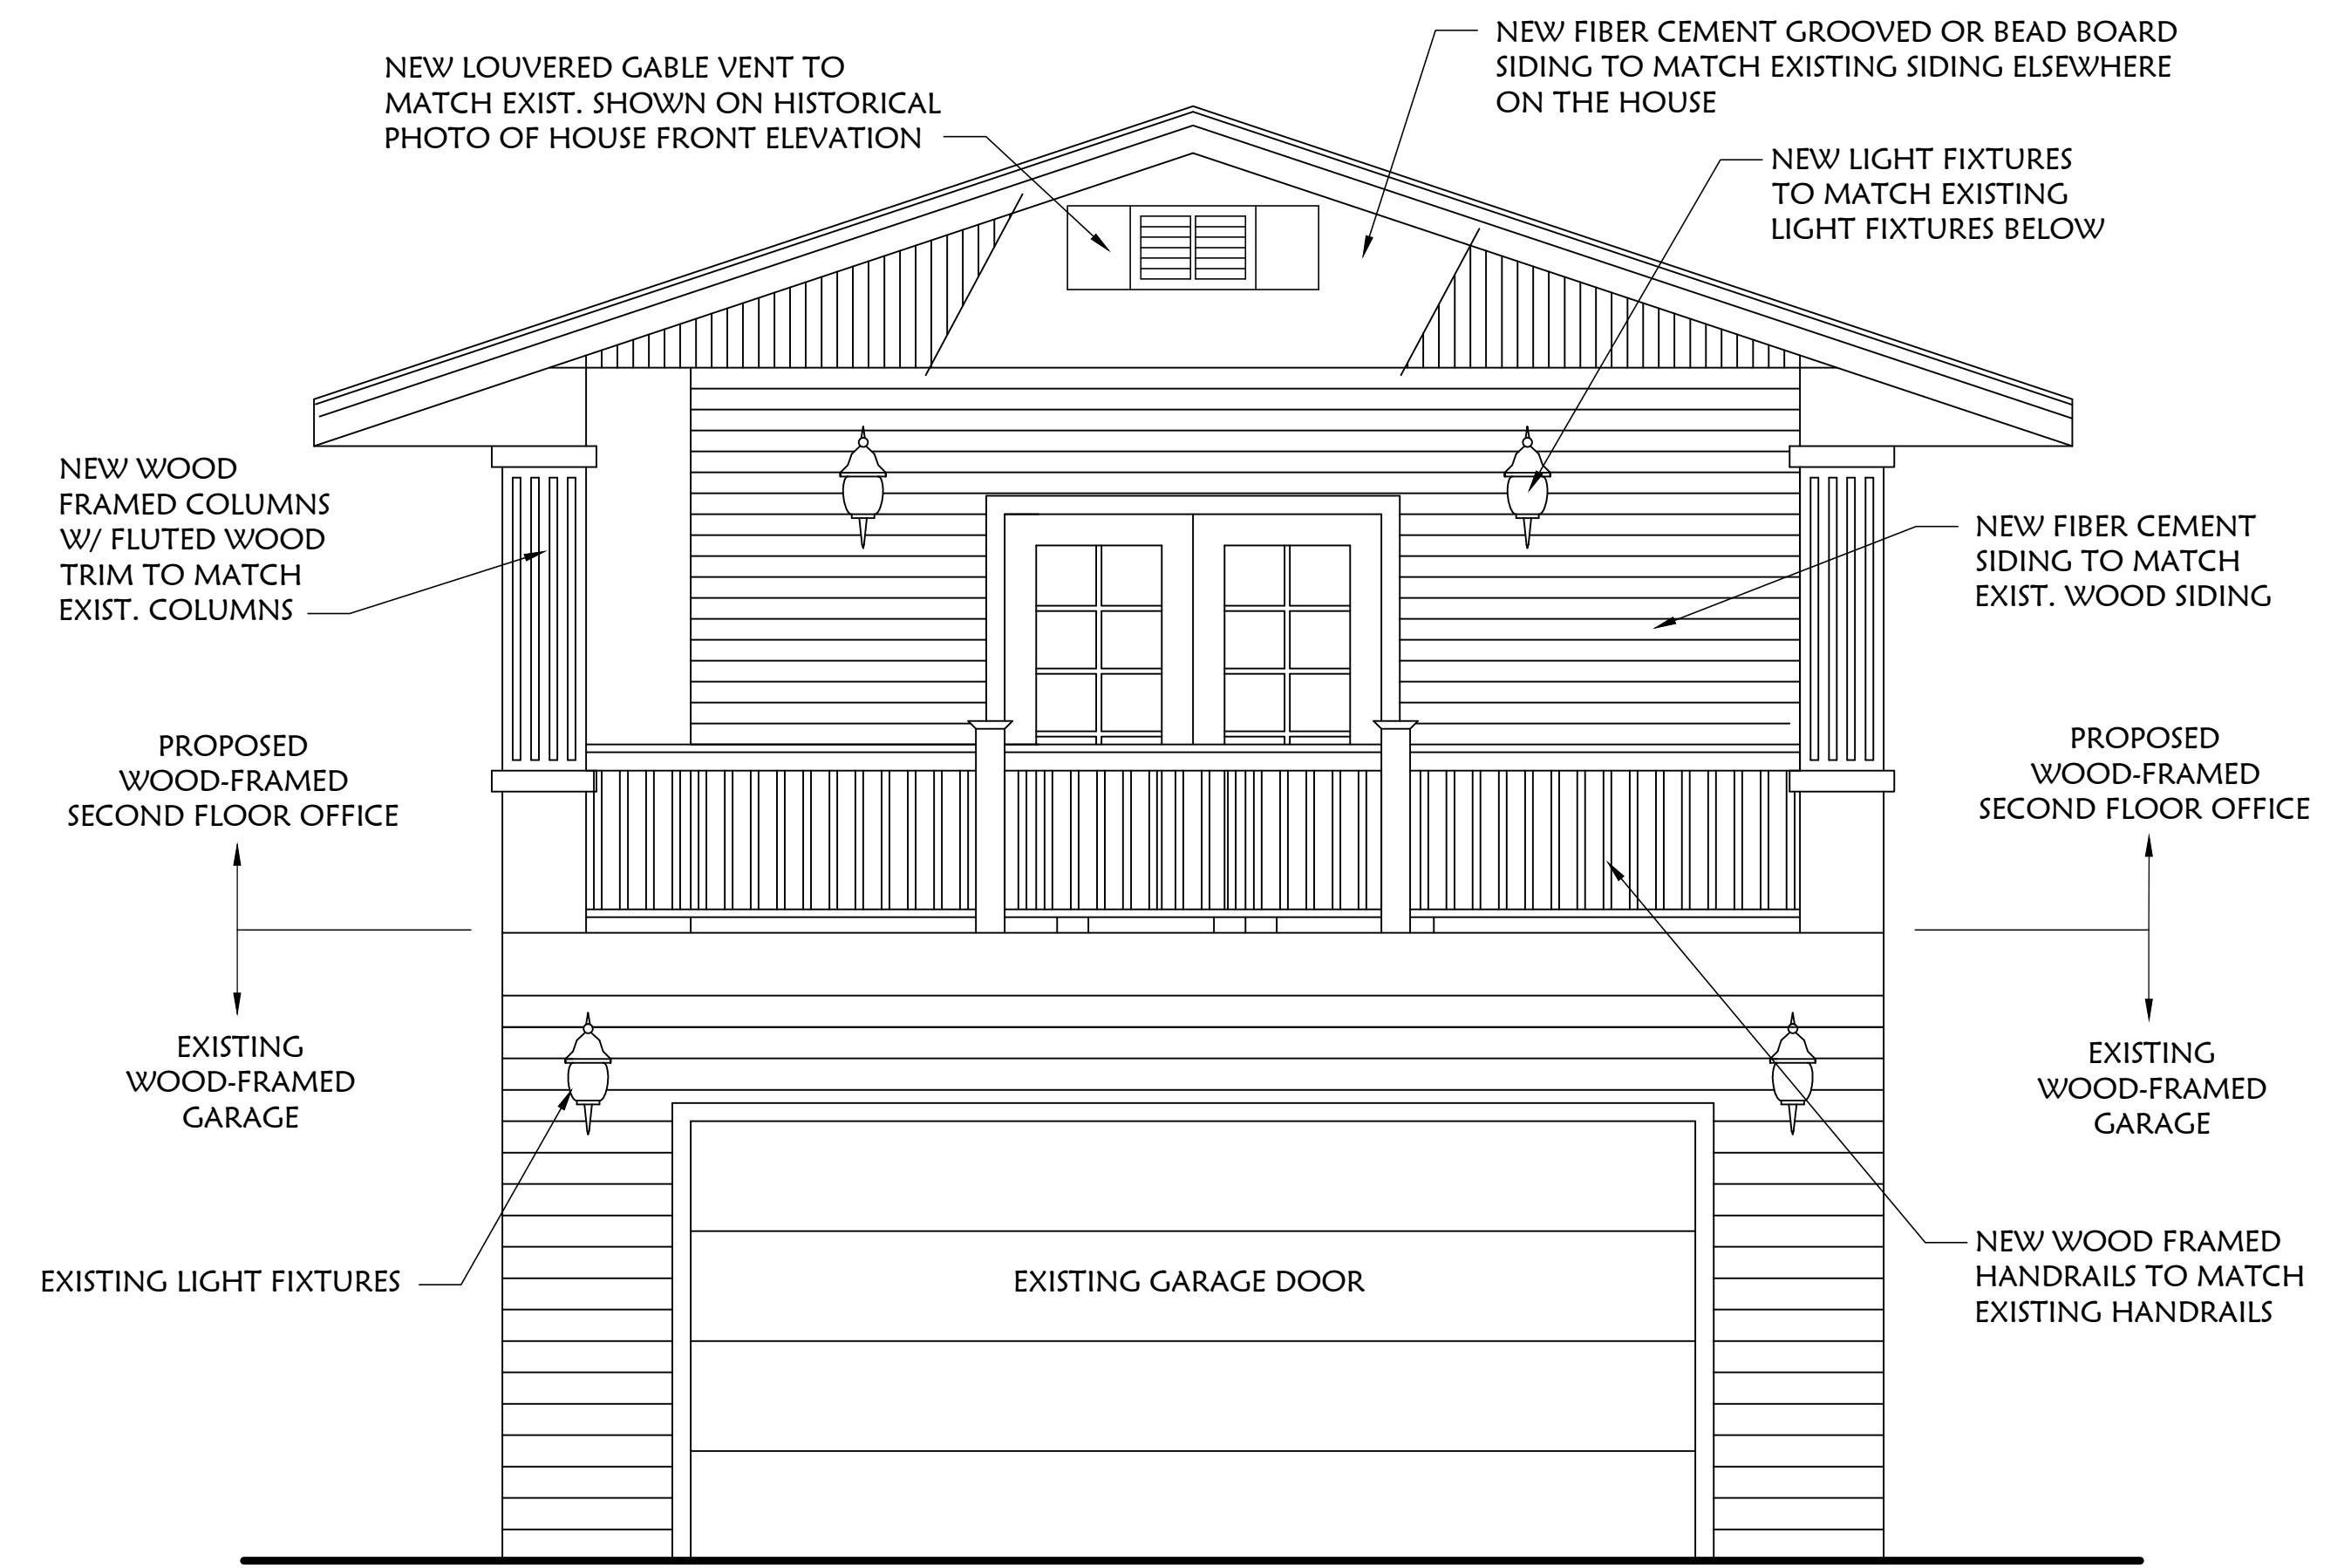 NEW LOUVERED GABLE VENT TO
MATCH EXIST. SHOWN ON HISTORICAL
PHOTO OF HOUSE FRONT ELEVATION
NEW FIBER CEMENT GROOVED OR BEAD BOARD
SIDING TO MATCH EXISTING SIDING ELSEWHERE
ON THE HOUSE
NEW LIGHT FIXTURES
TO MATCH EXISTING
LIGHT FIXTURES BELOW
NEW WOOD
FRAMED COLUMNS
W/ FLUTED WOOD
TRIM TO MATCH
EXIST. COLUMNS
NEW FIBER CEMENT
SIDING TO MATCH
EXIST. WOOD SIDING
PROPOSED
WOOD-FRAMED
SECOND FLOOR OFFICE
PROPOSED
WOOD-FRAMED
SECOND FLOOR OFFICE
EXISTING
WOOD-FRAMED
GARAGE
EXISTING
WOOD-FRAMED
GARAGE
EXISTING LIGHT FIXTURES
EXISTING GARAGE DOOR
NEW WOOD FRAMED
HANDRAILS TO MATCH
EXISTING HANDRAILS